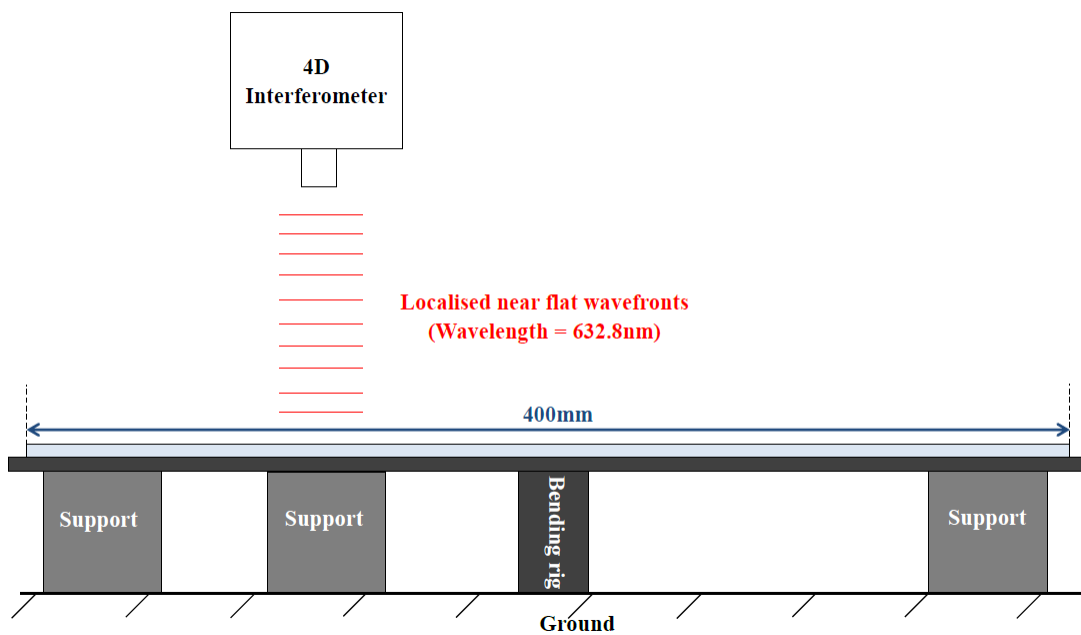 4D
Interferometer
Localised near flat wavefronts
(Wavelength = 632.8nm)
400mm
Support
Support
Bending rig
Support
Ground